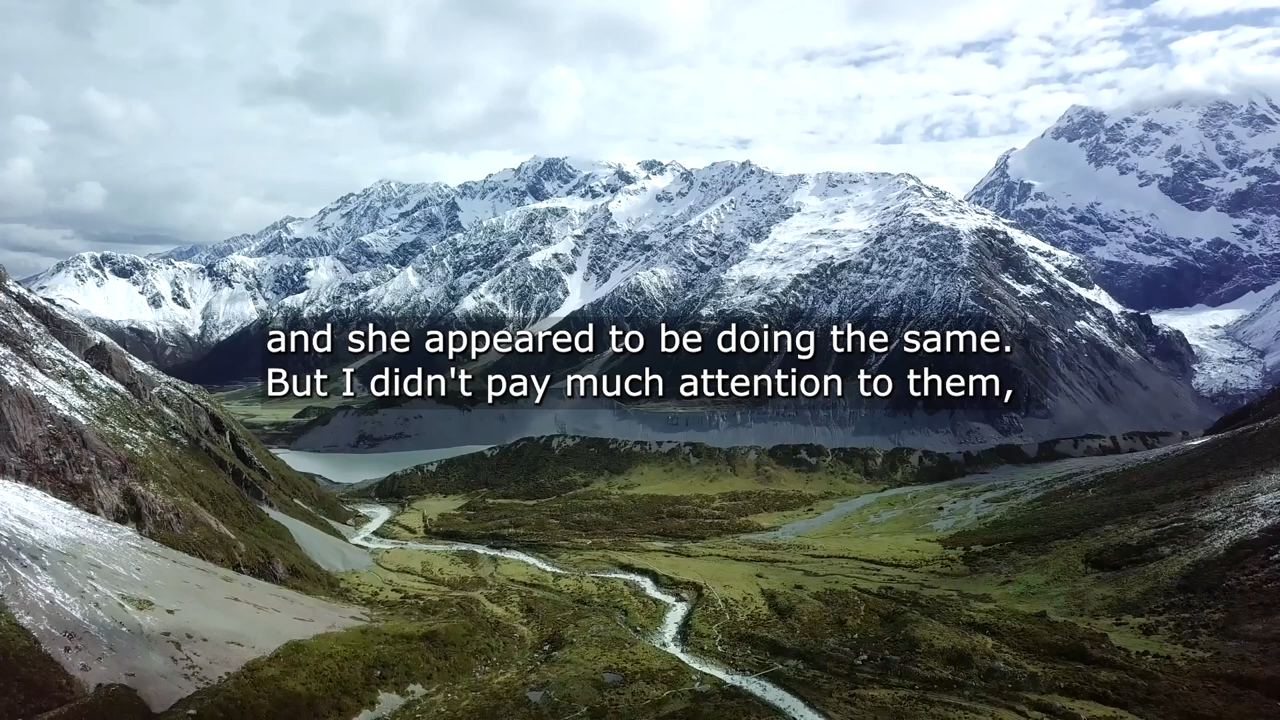 and she appeared to be doing the same.
But I didn't pay much attention to them,